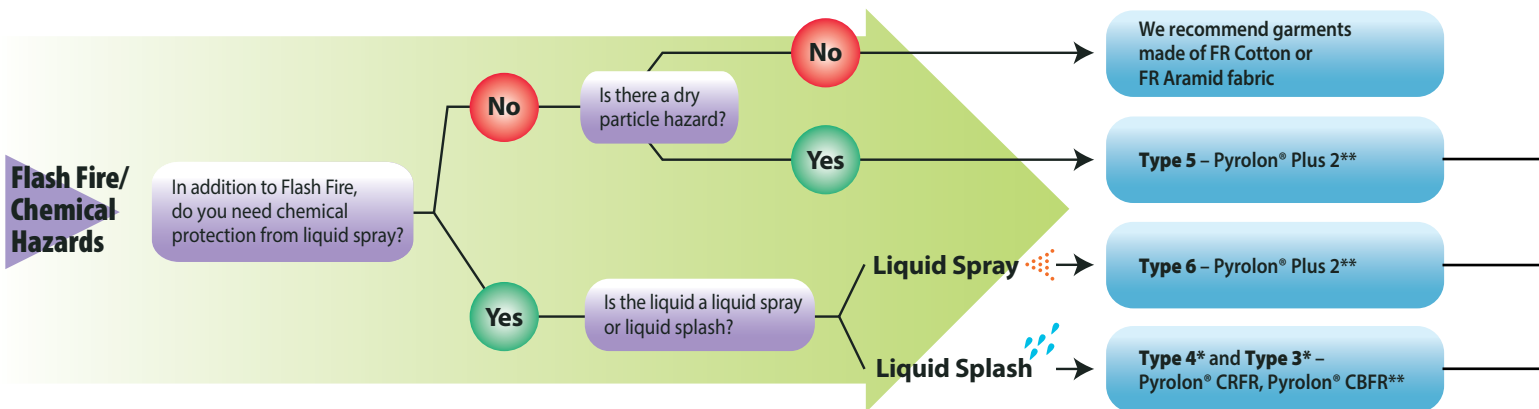 Flash Fire/
Chemical
Hazards
In addition to Flash Fire,
do you need chemical
protection from liquid spray?
No
Is there a dry
particle hazard?
No
We recommend garments
made of FR Cotton or
FR Aramid fabric
Yes
Type 5 – Pyrolon® Plus 2**
Yes
Is the liquid a liquid spray
or liquid splash?
Liquid Spray
Type 6 – Pyrolon® Plus 2**
Liquid Splash
Type 4* and Type 3* –
Pyrolon® CRFR, Pyrolon® CBFR**